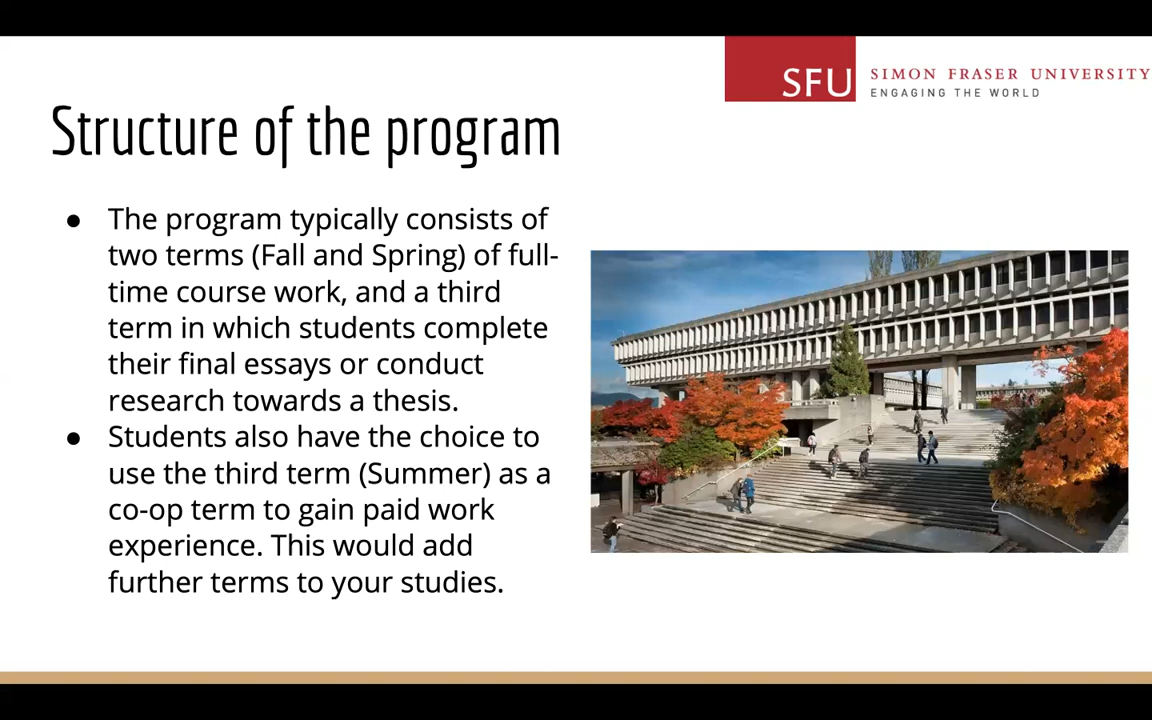 SFU SIMON FRASER UNIVERSITY
ENGAGING THE WORLD
Structure of the program
● The program typically consists of
two terms (Fall and Spring) of full-
time course work, and a third
term in which students complete
their final essays or conduct
research towards a thesis.
● Students also have the choice to
use the third term (Summer) as a
co-op term to gain paid work
experience. This would add
further terms to your studies.